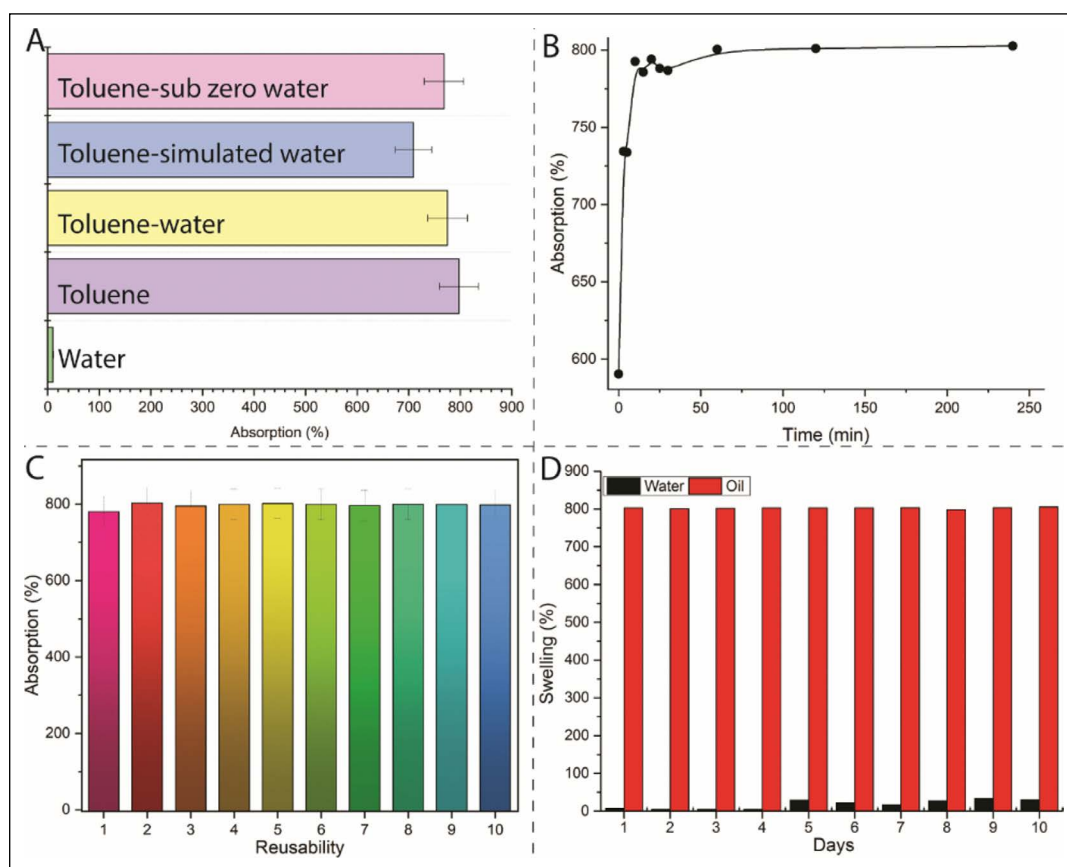 A
Toluene-sub zero water
Toluene-simulated water
Toluene-water
Toluene
Water
0 100 200 300 400 500 600 700 800 900
Absorption (%)
B
800
750
700
650
600
Absorption (%)
0 50 100 150 200 250
Time (min)
C
800
600
400
200
0
Absorption (%)
1 2 3 4 5 6 7 8 9 10
Reusability
D
Water Oil
900
800
700
600
500
400
300
200
100
0
Swelling (%)
1 2 3 4 5 6 7 8 9 10
Days